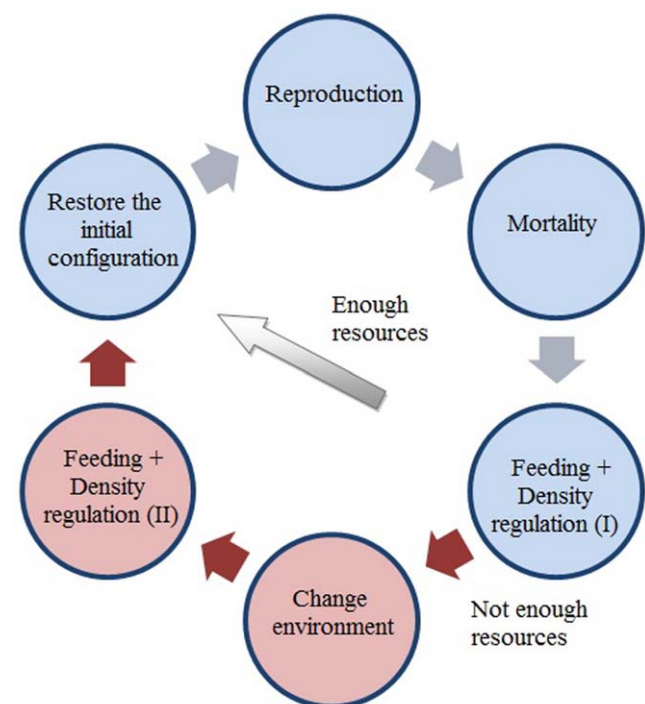 Reproduction
Mortality
Feeding +
Density
regulation (I)
Not enough
resources
Change
environment
Feeding +
Density
regulation (II)
Restore the
initial
configuration
Enough
resources